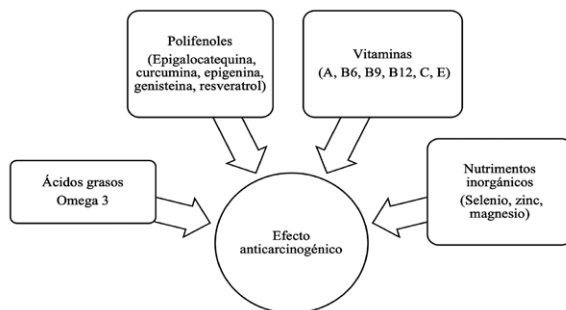 Polifenoles
(Epigalocatequina,
curcumina, epigenina,
genisteina, resveratrol)
Vitaminas
(A, B6, B9, B12, C, E)
Ácidos grasos
Omega 3
Nutrimentos
inorgánicos
(Selenio, zinc,
magnesio)
Efecto
anticarcinogénico